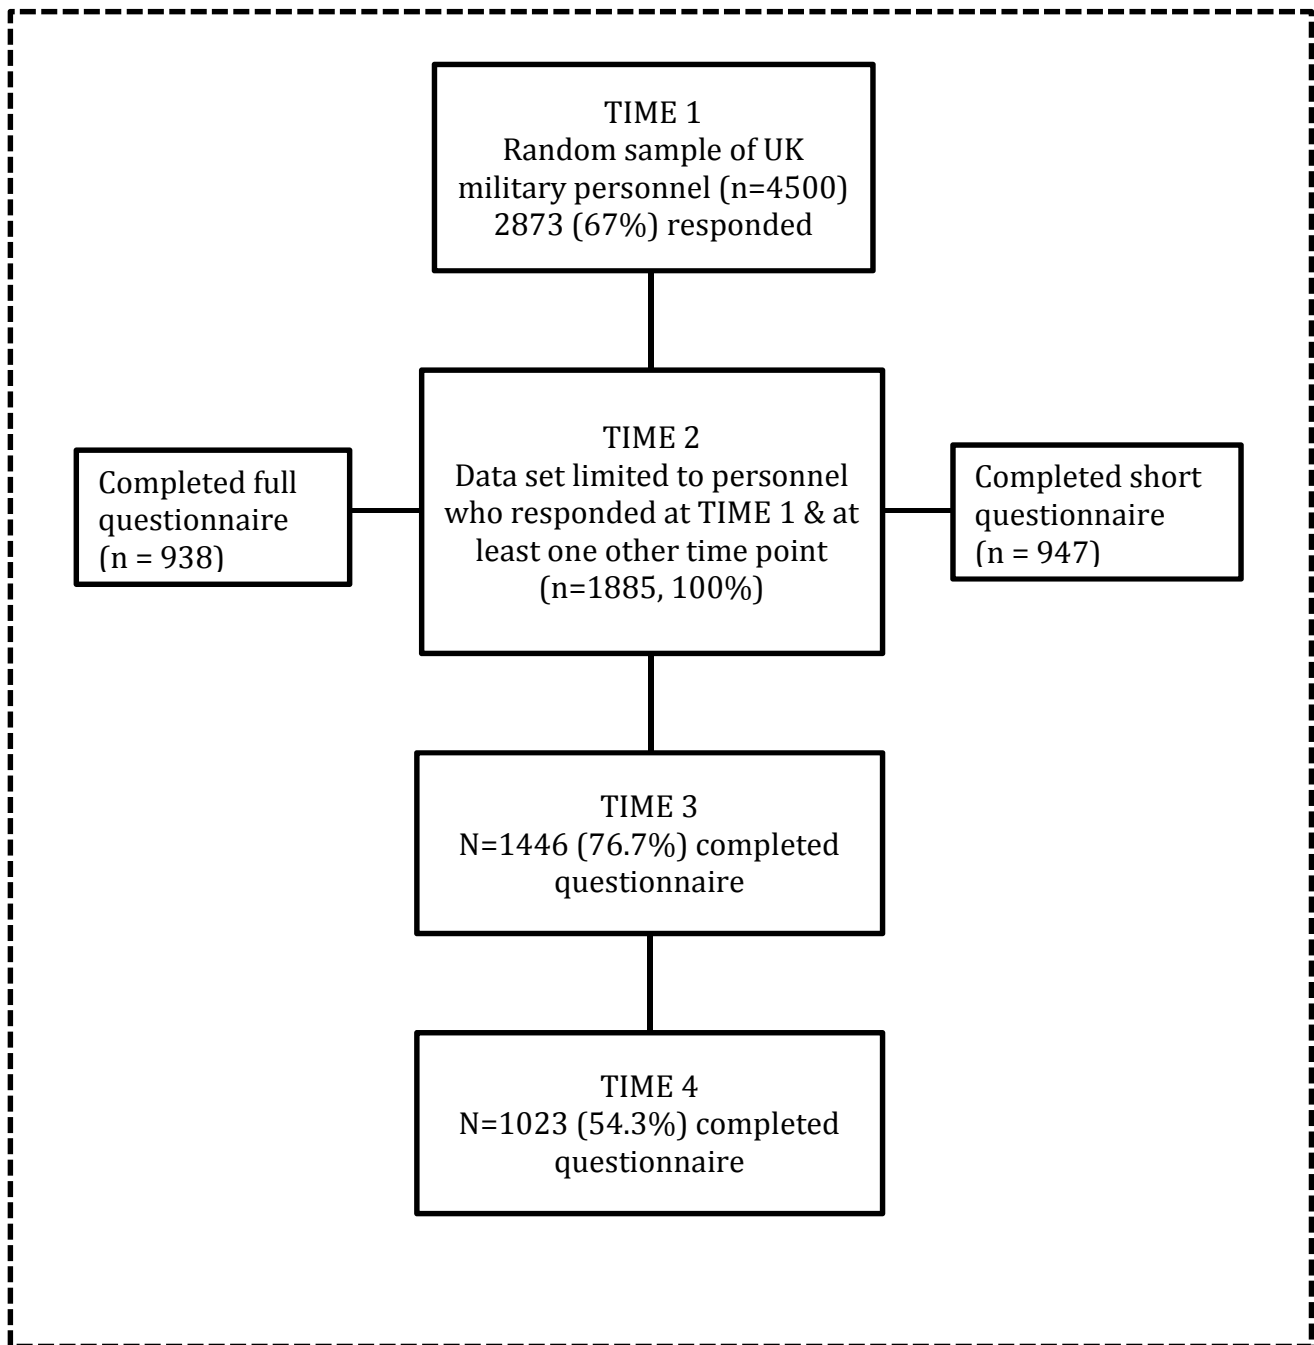 TIME 1
Random sample of UK
military personnel (n=4500)
2873 (67%) responded
TIME 2
Data set limited to personnel
who responded at TIME 1 & at
least one other time point
(n=1885, 100%)
Completed full
questionnaire
(n = 938)
Completed short
questionnaire
(n = 947)
TIME 3
N=1446 (76.7%) completed
questionnaire
TIME 4
N=1023 (54.3%) completed
questionnaire